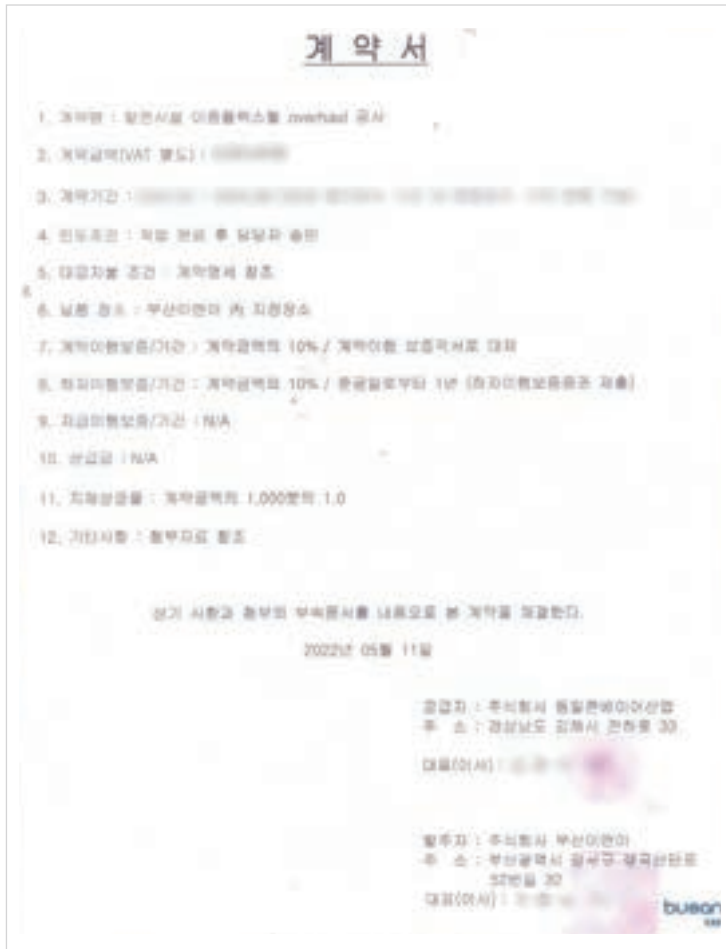 계 약 서
1. 계약명 : 발전시설 이중플럭스밸 overhaul 공사
2. 계약금액(VAT 별도) :
3. 계약기간 :
4. 인도조건 : 작업 완료 후 담당자 승인
5. 대금지불 조건 : 계약명세 참조
6. 납품 장소 : 부산이앤이 內 지정장소
7. 계약이행보증/기간 : 계약금액의 10% / 계약이행 보증각서로 대체
8. 하자이행보증/기간 : 계약금액의 10% / 준공일로부터 1년 (하자이행보증증권 제출)
9. 지급이행보증/기간 : N/A
10. 선급금 : N/A
11. 지체상금율 : 계약금액의 1,000분의 1.0
12. 기타사항 : 첨부자료 참조
상기 사항과 첨부의 부속문서를 내용으로 본 계약을 체결한다.
2022년 05월 11일
공급자 : 주식회사 동일콘베이어산업
주 소 : 경상남도 김해시 전하로 30
대표(이사) :
발주자 : 주식회사 부산이앤이
주 소 : 부산광역시 강서구 생곡산단로
52번길 30
대표(이사) :
busan